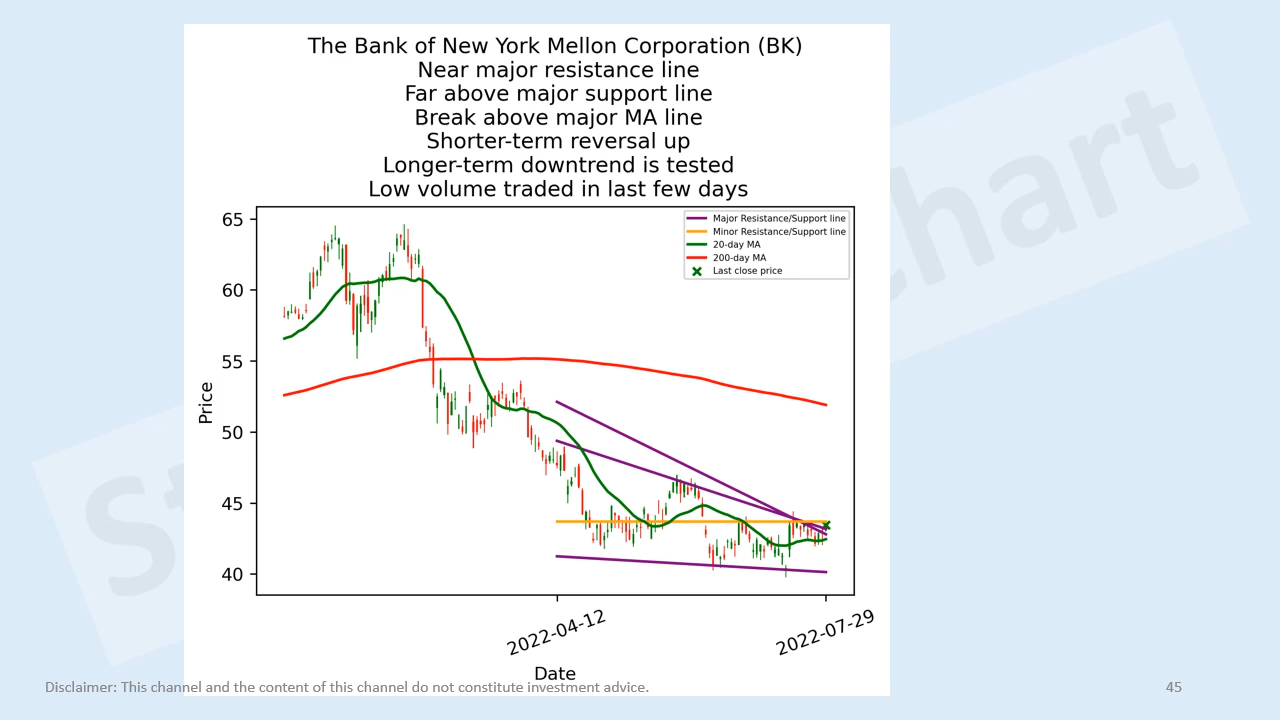 The Bank of New York Mellon Corporation (BK)
Near major resistance line
Far above major support line
Break above major MA line
Shorter-term reversal up
Longer-term downtrend is tested
Low volume traded in last few days
Major Resistance/Support line
Minor Resistance/Support line
20-day MA
200-day MA
Last close price
65
60
55
50
45
40
Price
2022-04-12
2022-07-29
Date
Disclaimer: This channel and the content of this channel do not constitute investment advice.
45